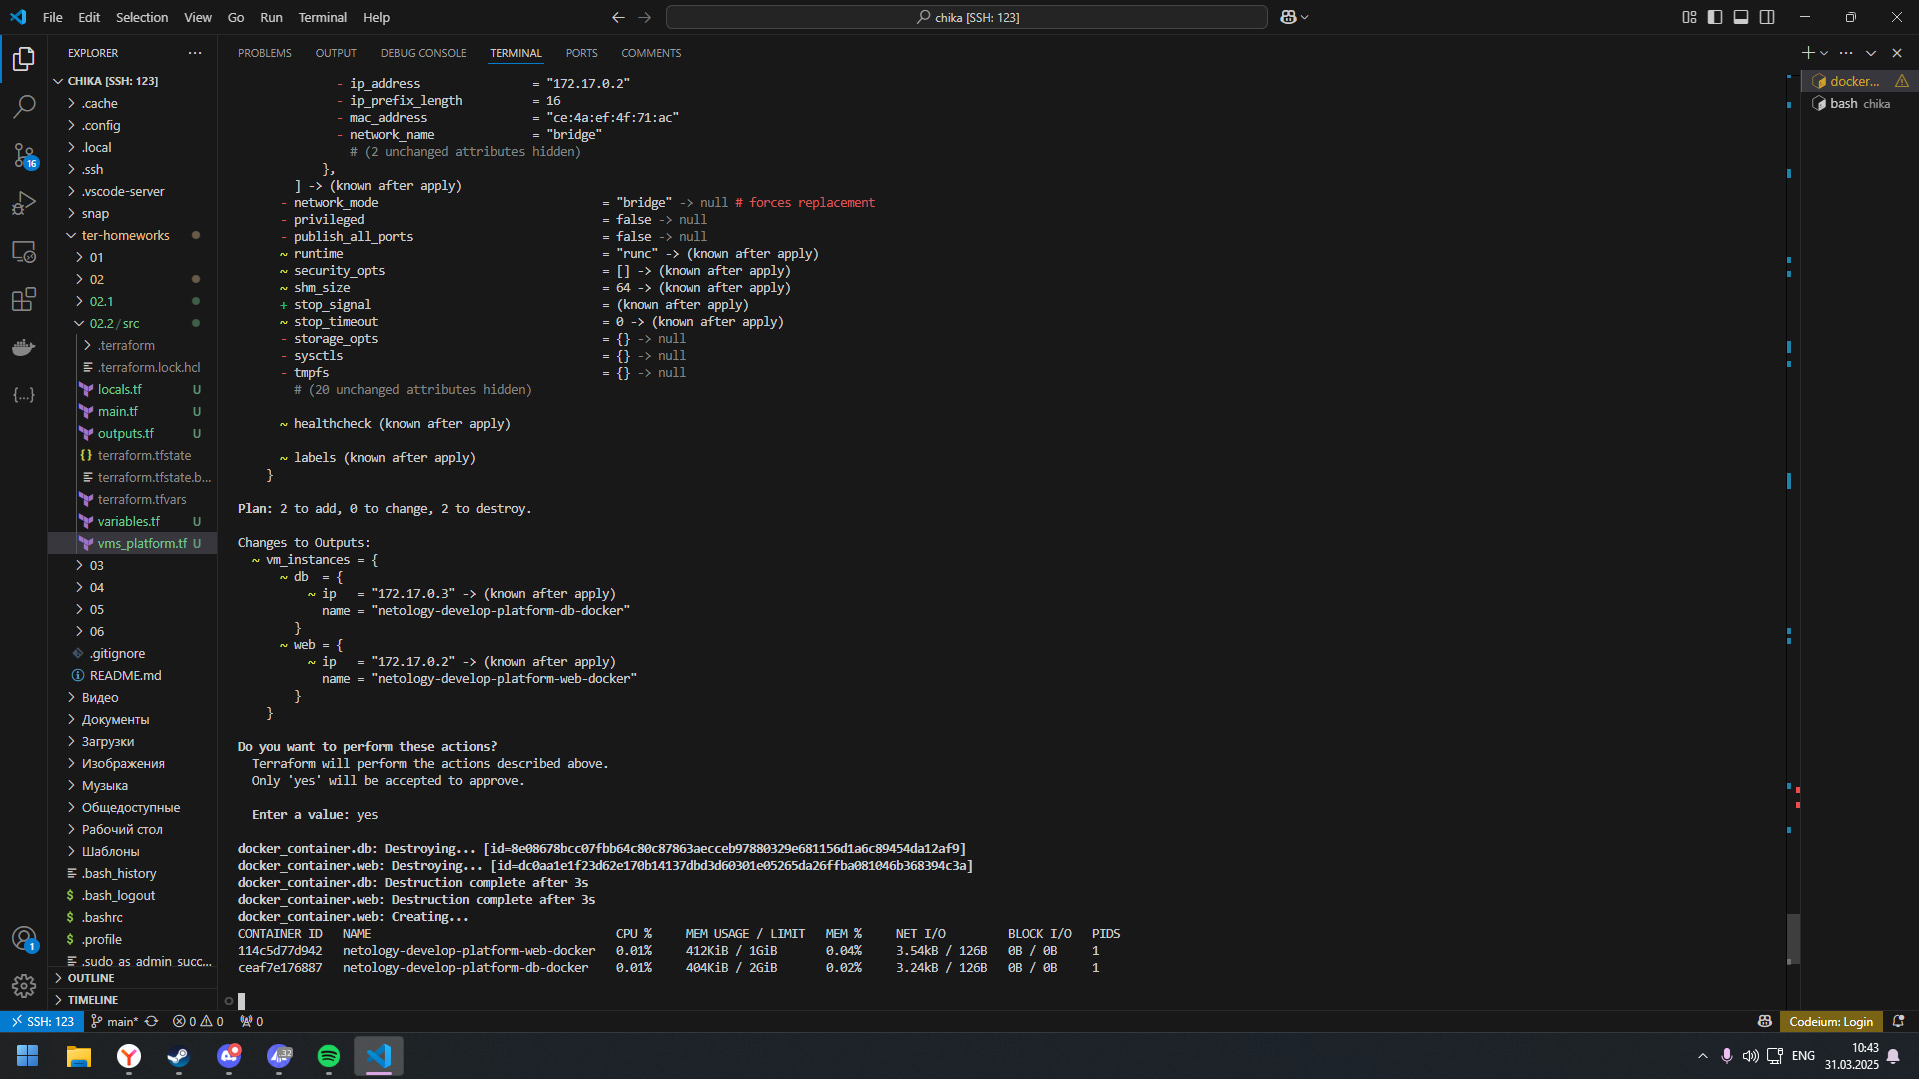 File Edit Selection View Go Run Terminal Help
chika [SSH: 123]
EXPLORER
CHIKA [SSH: 123]
.cache
.config
.local
.ssh
.vscode-server
snap
ter-homeworks
01
02
02.1
02.2 / src
.terraform
.terraform.lock.hcl
locals.tf U
main.tf U
outputs.tf U
terraform.tfstate
terraform.tfstate.b...
terraform.tfvars
variables.tf U
vms_platform.tf U
03
04
05
06
.gitignore
README.md
Видео
Документы
Загрузки
Изображения
Музыка
Общедоступные
Рабочий стол
Шаблоны
.bash_history
.bash_logout
.bashrc
.profile
.sudo_as_admin_succ...
OUTLINE
TIMELINE
16
1
PROBLEMS OUTPUT DEBUG CONSOLE TERMINAL PORTS COMMENTS
- ip_address = "172.17.0.2"
- ip_prefix_length = 16
- mac_address = "ce:4a:ef:4f:71:ac"
- network_name = "bridge"
# (2 unchanged attributes hidden)
},
] -> (known after apply)
- network_mode = "bridge" -> null # forces replacement
- privileged = false -> null
- publish_all_ports = false -> null
~ runtime = "runc" -> (known after apply)
~ security_opts = [] -> (known after apply)
~ shm_size = 64 -> (known after apply)
+ stop_signal = (known after apply)
~ stop_timeout = 0 -> (known after apply)
- storage_opts = {} -> null
- sysctls = {} -> null
- tmpfs = {} -> null
# (20 unchanged attributes hidden)
~ healthcheck (known after apply)
~ labels (known after apply)
}
Plan: 2 to add, 0 to change, 2 to destroy.
Changes to Outputs:
~ vm_instances = {
~ db = {
~ ip = "172.17.0.3" -> (known after apply)
name = "netology-develop-platform-db-docker"
}
~ web = {
~ ip = "172.17.0.2" -> (known after apply)
name = "netology-develop-platform-web-docker"
}
}
Do you want to perform these actions?
Terraform will perform the actions described above.
Only 'yes' will be accepted to approve.
Enter a value: yes
docker_container.db: Destroying... [id=8e08678bcc07fbb64c80c87863aecceb97880329e681156d1a6c89454da12af9]
docker_container.web: Destroying... [id=dc0aa1e1f23d62e170b14137dbd3d60301e05265da26ffba081046b368394c3a]
docker_container.db: Destruction complete after 3s
docker_container.web: Destruction complete after 3s
docker_container.web: Creating...
CONTAINER ID NAME CPU % MEM USAGE / LIMIT MEM % NET I/O BLOCK I/O PIDS
114c5d77d942 netology-develop-platform-web-docker 0.01% 412KiB / 1GiB 0.04% 3.54kB / 126B 0B / 0B 1
ceaf7e176887 netology-develop-platform-db-docker 0.01% 404KiB / 2GiB 0.02% 3.24kB / 126B 0B / 0B 1
docker...
bash chika
SSH: 123 main* 0 0 0
Codeium: Login
32
ENG
10:43
31.03.2025